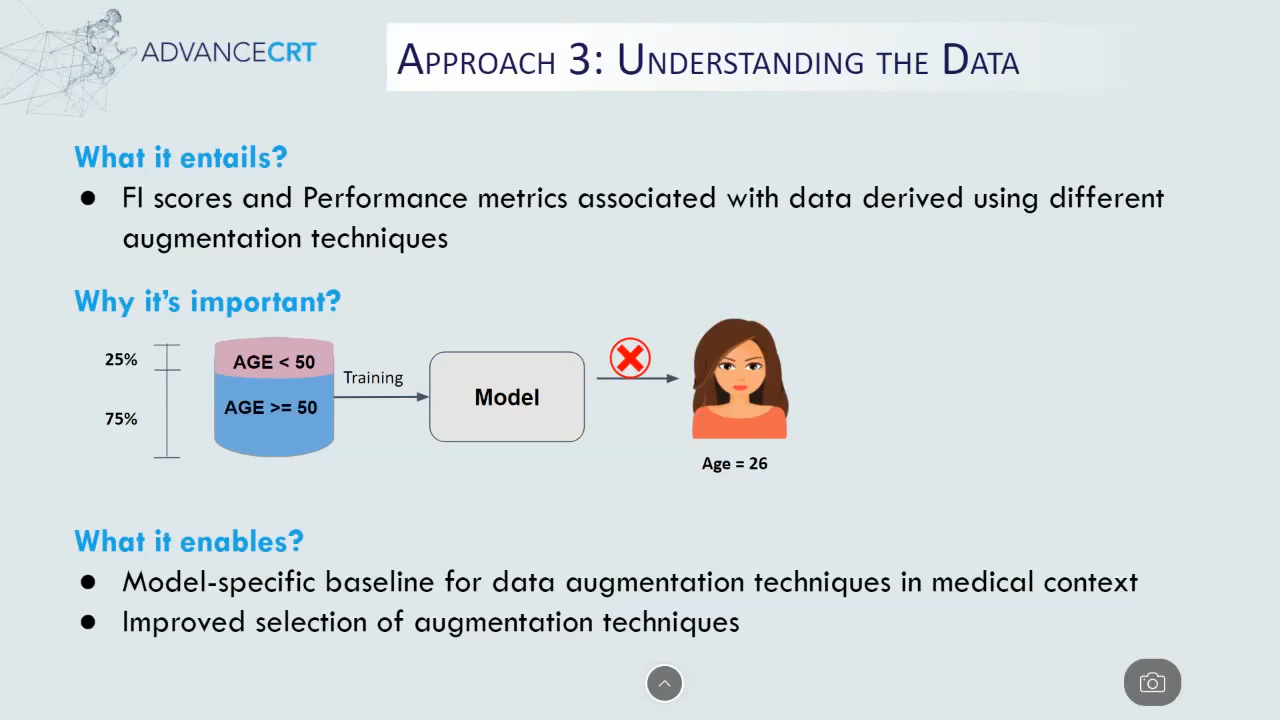 ADVANCECRT
APPROACH 3: UNDERSTANDING THE DATA
What it entails?
● FI scores and Performance metrics associated with data derived using different
augmentation techniques
Why it's important?
25%
75%
AGE < 50
AGE >= 50
Training
Model
Age = 26
What it enables?
● Model-specific baseline for data augmentation techniques in medical context
● Improved selection of augmentation techniques